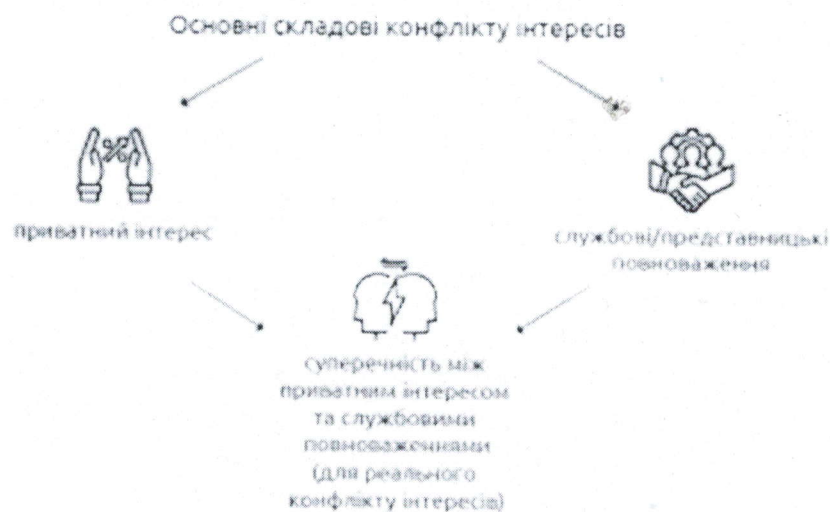 Основні складові конфлікту інтересів
приватний інтерес
службові/представницькі
повноваження
суперечність між
приватним інтересом
та службовими
повноваженнями
(для реального
конфлікту інтересів)